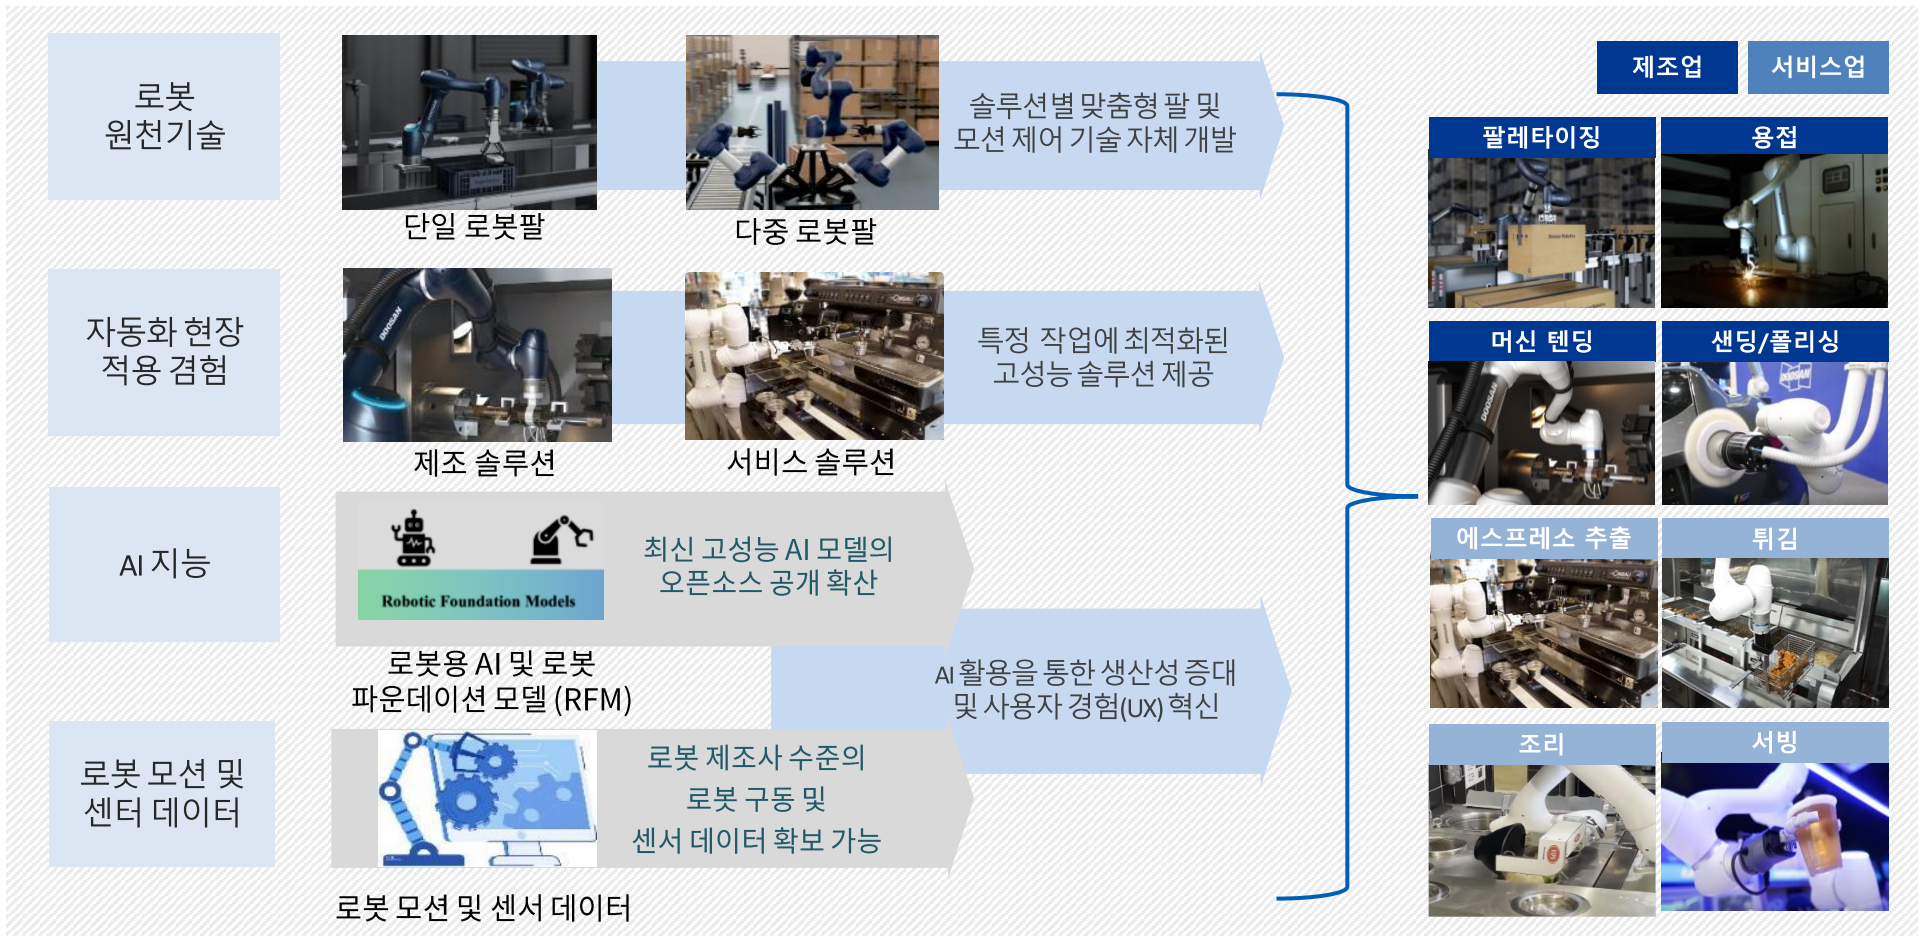 로봇
원천기술
단일 로봇팔
다중 로봇팔
솔루션별 맞춤형 팔 및
모션 제어 기술 자체 개발
자동화 현장
적용 겸험
DOOSAN
제조 솔루션
서비스 솔루션
특정 작업에 최적화된
고성능 솔루션 제공
AI 지능
Robotic Foundation Models
최신 고성능 AI 모델의
오픈소스 공개 확산
로봇용 AI 및 로봇
파운데이션 모델 (RFM)
AI 활용을 통한 생산성 증대
및 사용자 경험(UX) 혁신
로봇 모션 및
센터 데이터
로봇 제조사 수준의
로봇 구동 및
센서 데이터 확보 가능
로봇 모션 및 센서 데이터
제조업
서비스업
팔레타이징
용접
머신 텐딩
샌딩/폴리싱
DOOSAN
DOOSAN
에스프레소 추출
튀김
조리
서빙